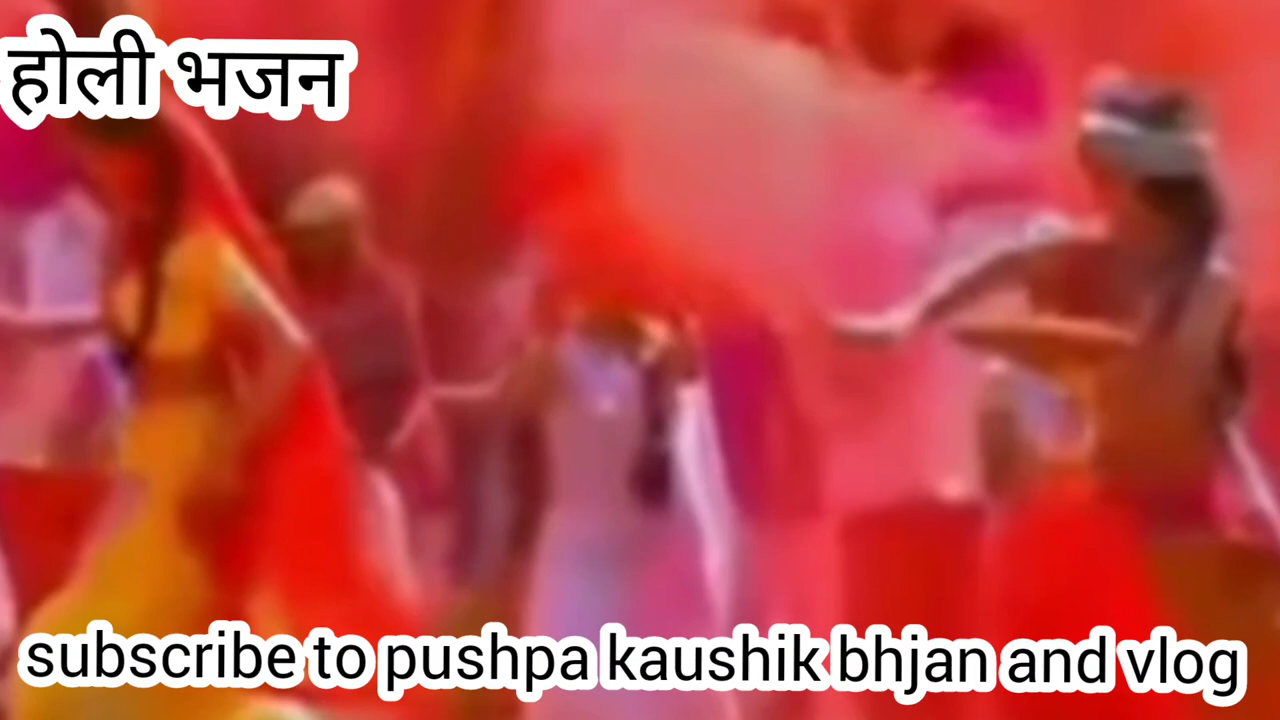 होली भजन
subscribe to pushpa kaushik bhjan and vlog